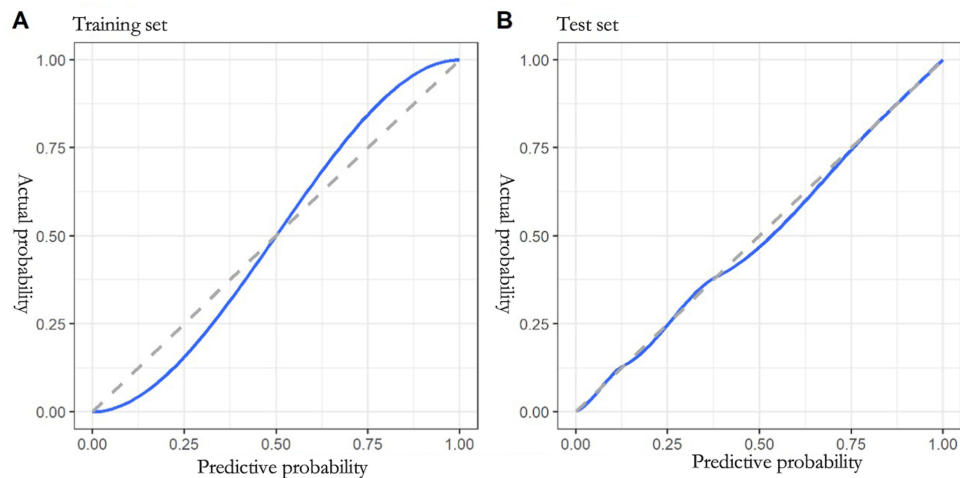 A Training set
1.00
0.75
0.50
0.25
0.00
Actual probability
0.00 0.25 0.50 0.75 1.00
Predictive probability
B Test set
1.00
0.75
0.50
0.25
0.00
Actual probability
0.00 0.25 0.50 0.75 1.00
Predictive probability